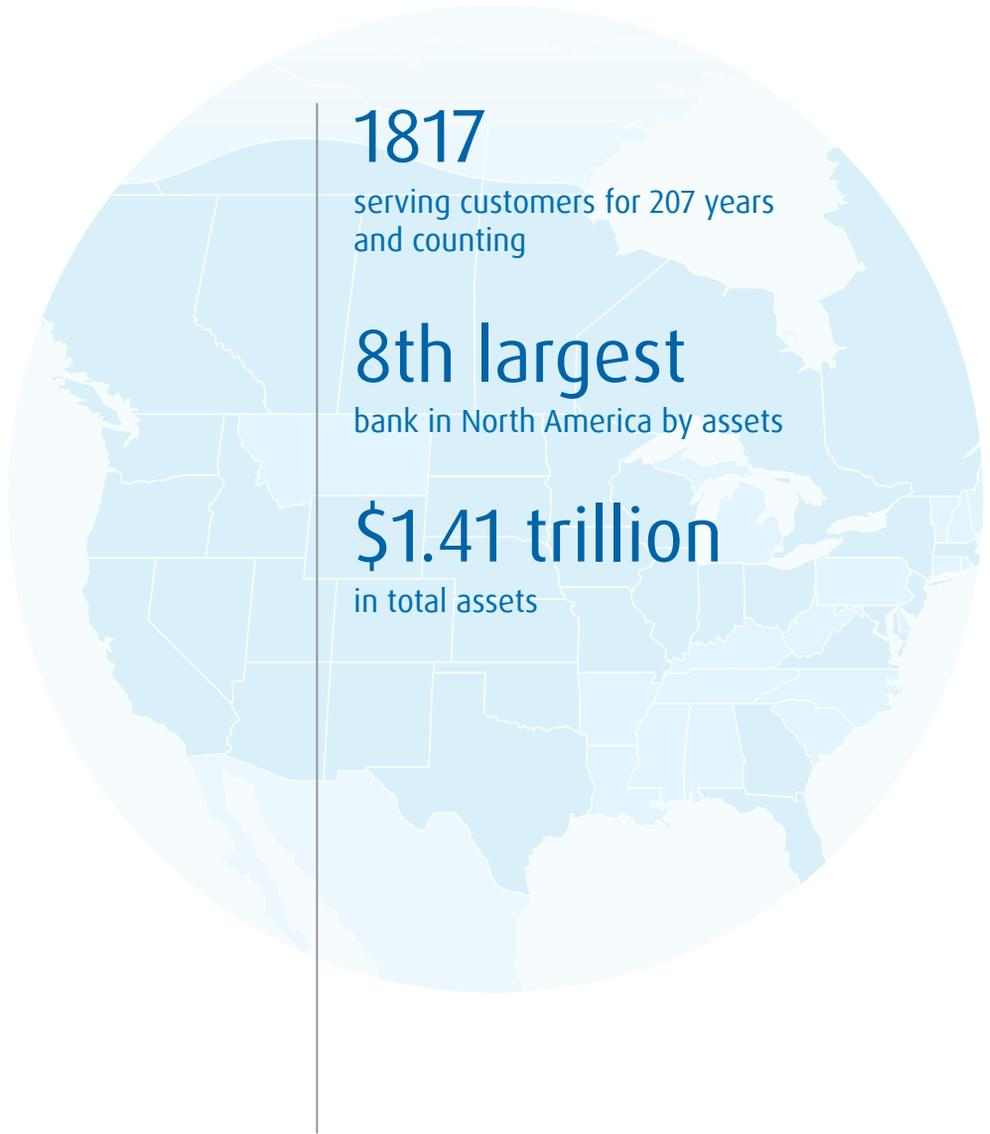 1817
serving customers for 207 years
and counting
8th largest
bank in North America by assets
$1.41 trillion
in total assets